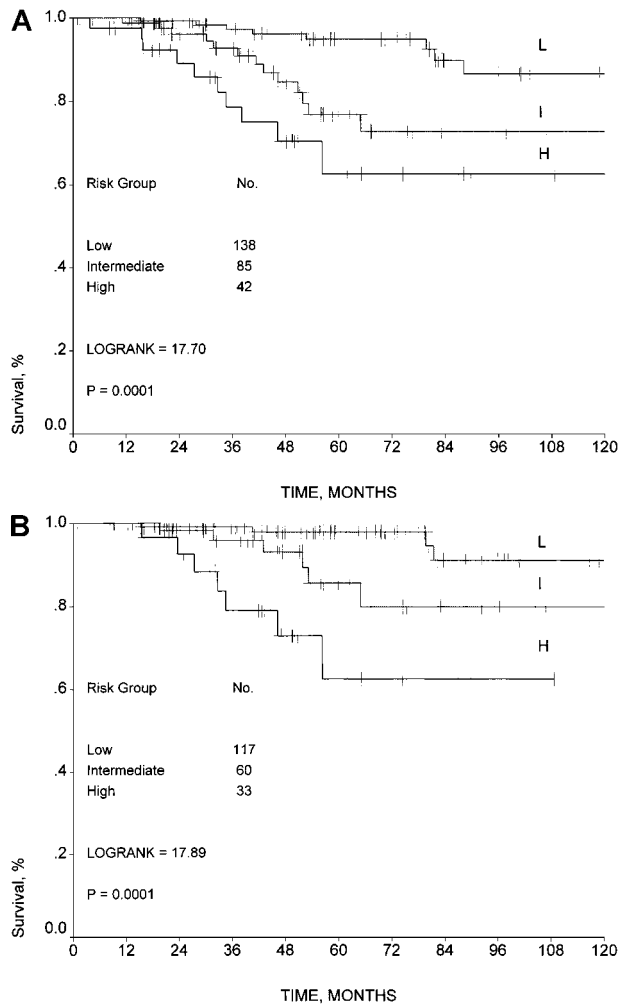 A
1.0
L
.8
I
H
.6
Risk Group No.
Low 138
Intermediate 85
High 42
.4
.2
LOGRANK = 17.70
P = 0.0001
Survival, %
0.0
0 12 24 36 48 60 72 84 96 108 120
TIME, MONTHS
B
1.0
L
I
.8
H
.6
Risk Group No.
Low 117
Intermediate 60
High 33
.4
.2
LOGRANK = 17.89
P = 0.0001
Survival, %
0.0
0 12 24 36 48 60 72 84 96 108 120
TIME, MONTHS